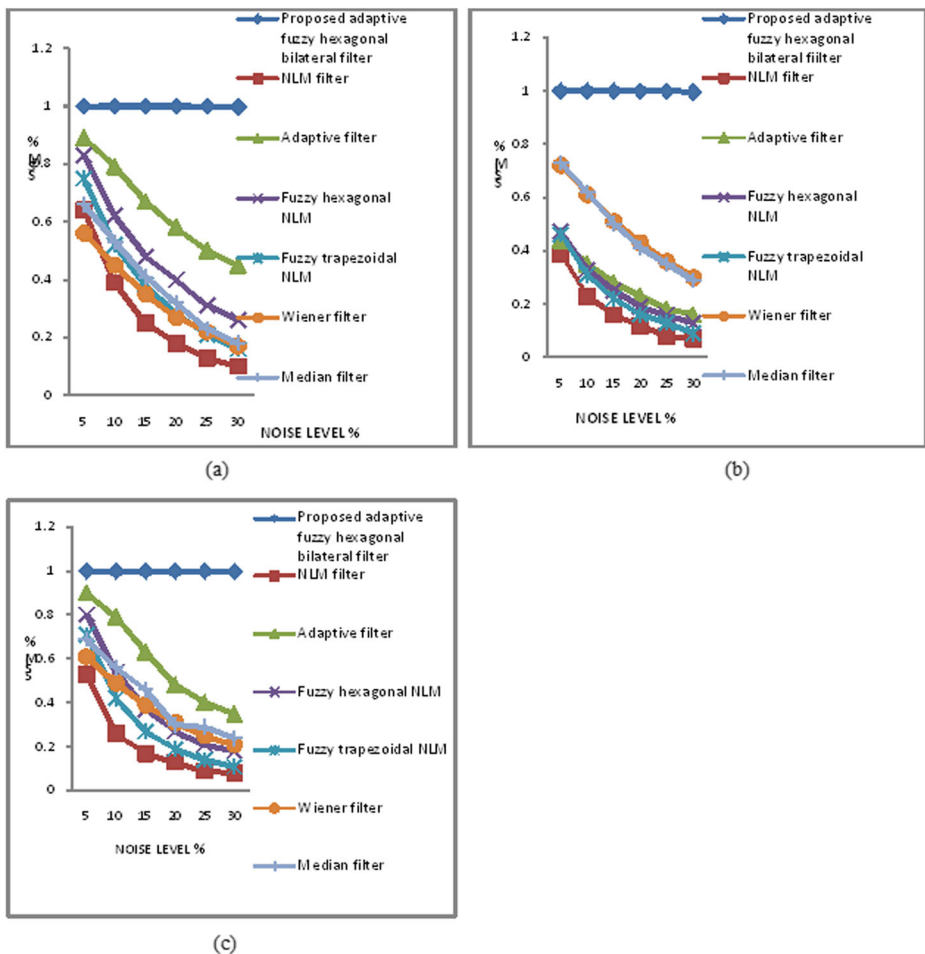 Proposed adaptive
fuzzy hexagonal
bilateral filter
NLM filter
Adaptive filter
Fuzzy hexagonal
NLM
Fuzzy trapezoidal
NLM
Wiener filter
Median filter
1.2
1
0.8
0.6
0.4
0.2
0
%
5 10 15 20 25 30
NOISE LEVEL %
(a)
Proposed adaptive
fuzzy hexagonal
bilateral fiilter
NLM filter
Adaptive filter
Fuzzy hexagonal
NLM
Fuzzy trapezoidal
NLM
Wiener filter
Median filter
1.2
1
0.8
0.6
0.4
0.2
0
%
5 10 15 20 25 30
NOISE LEVEL %
(b)
Proposed adaptive
fuzzy hexagonal
bilateral filter
NLM filter
Adaptive filter
Fuzzy hexagonal NLM
Fuzzy trapezoidal NLM
Wiener filter
Median filter
1.2
1
0.8
0.6
0.4
0.2
0
%
5 10 15 20 25 30
NOISE LEVEL %
(c)